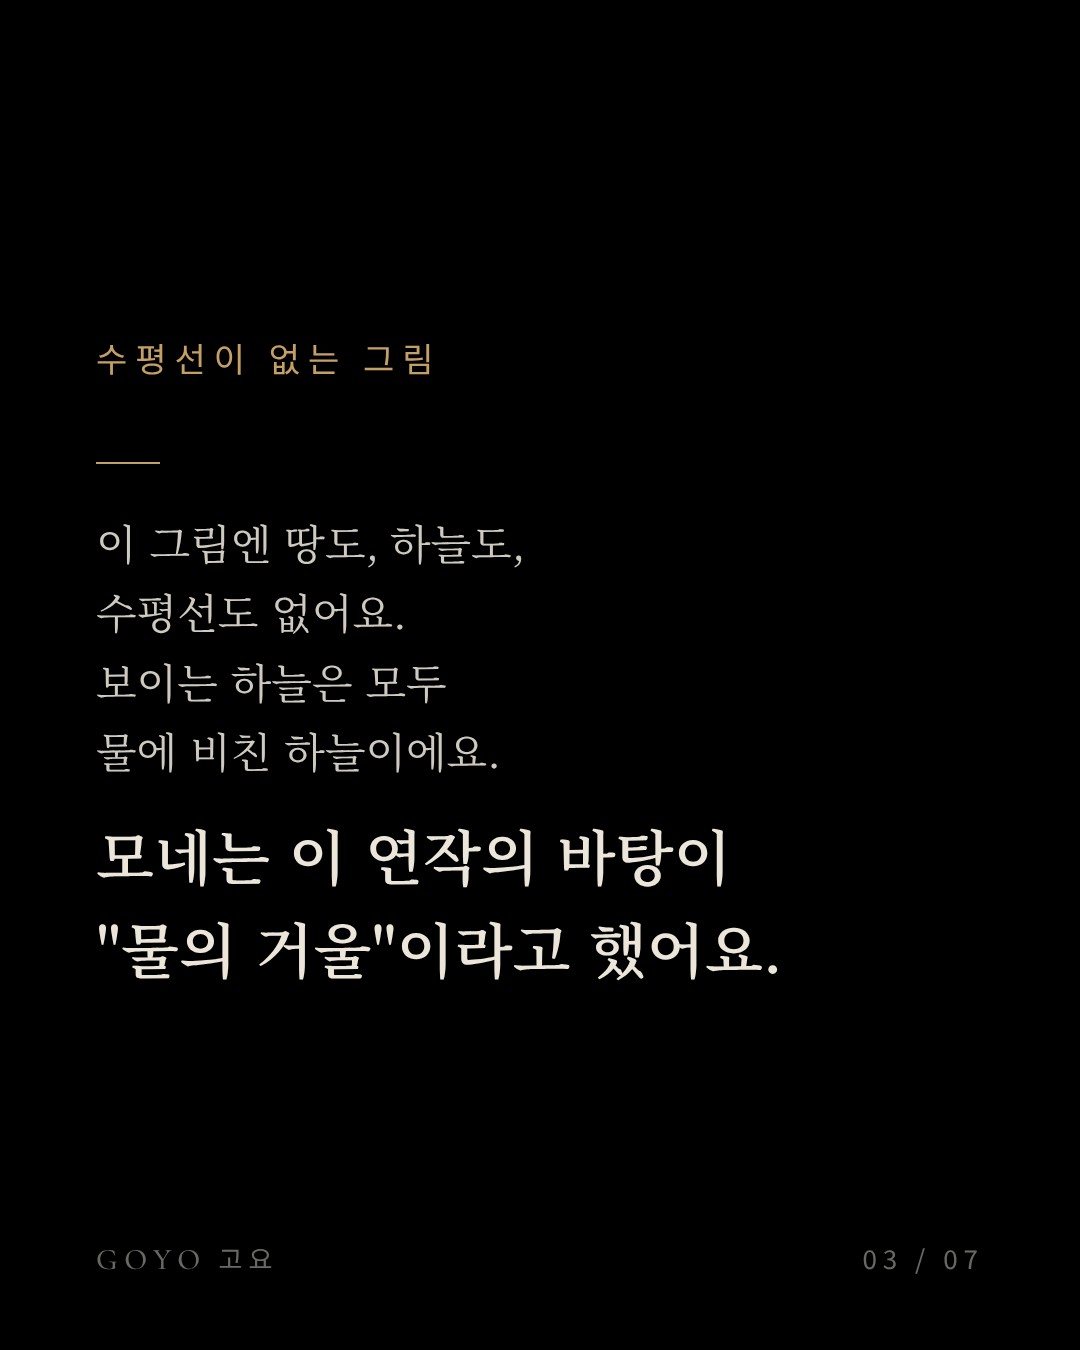 수평선이 없는 그림
이 그림엔 땅도, 하늘도,
수평선도 없어요.
보이는 하늘은 모두
물에 비친 하늘이에요.
모네는 이 연작의 바탕이
"물의 거울"이라고 했어요.
GOYO 고요
03 / 07